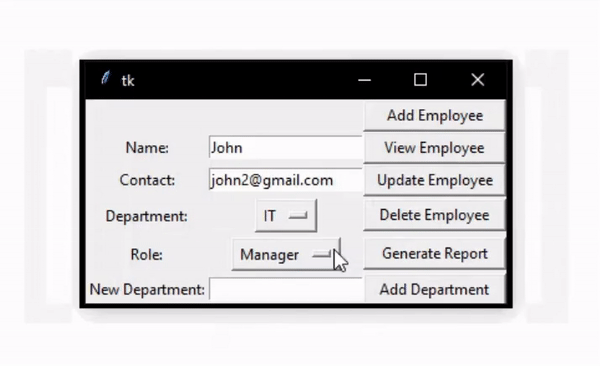 tk
Add Employee
Name: John View Employee
Contact: john2@gmail.com Update Employee
Department: IT Delete Employee
Role: Manager Generate Report
New Department: Add Department